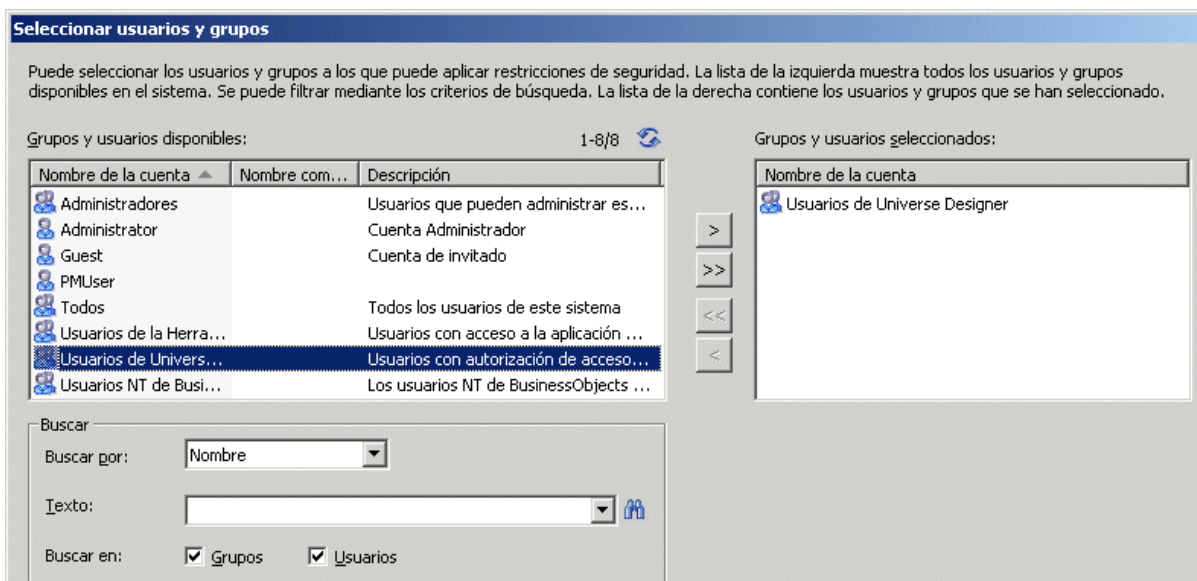 Seleccionar usuarios y grupos
Puede seleccionar los usuarios y grupos a los que puede aplicar restricciones de seguridad. La lista de la izquierda muestra todos los usuarios y grupos
disponibles en el sistema. Se puede filtrar mediante los criterios de búsqueda. La lista de la derecha contiene los usuarios y grupos que se han seleccionado.
Grupos y usuarios disponibles: 1-8/8
Nombre de la cuenta Nombre com... Descripción
Administradores Usuarios que pueden administrar es...
Administrator Cuenta Administrador
Guest Cuenta de invitado
PMUser
Todos Todos los usuarios de este sistema
Usuarios de la Herra... Usuarios con acceso a la aplicación ...
Usuarios de Univers... Usuarios con autorización de acceso...
Usuarios NT de Busi... Los usuarios NT de BusinessObjects ...
>
>>
<<
<
Grupos y usuarios seleccionados:
Nombre de la cuenta
Usuarios de Universe Designer
Buscar
Buscar por: Nombre
Texto:
Buscar en: Grupos Usuarios